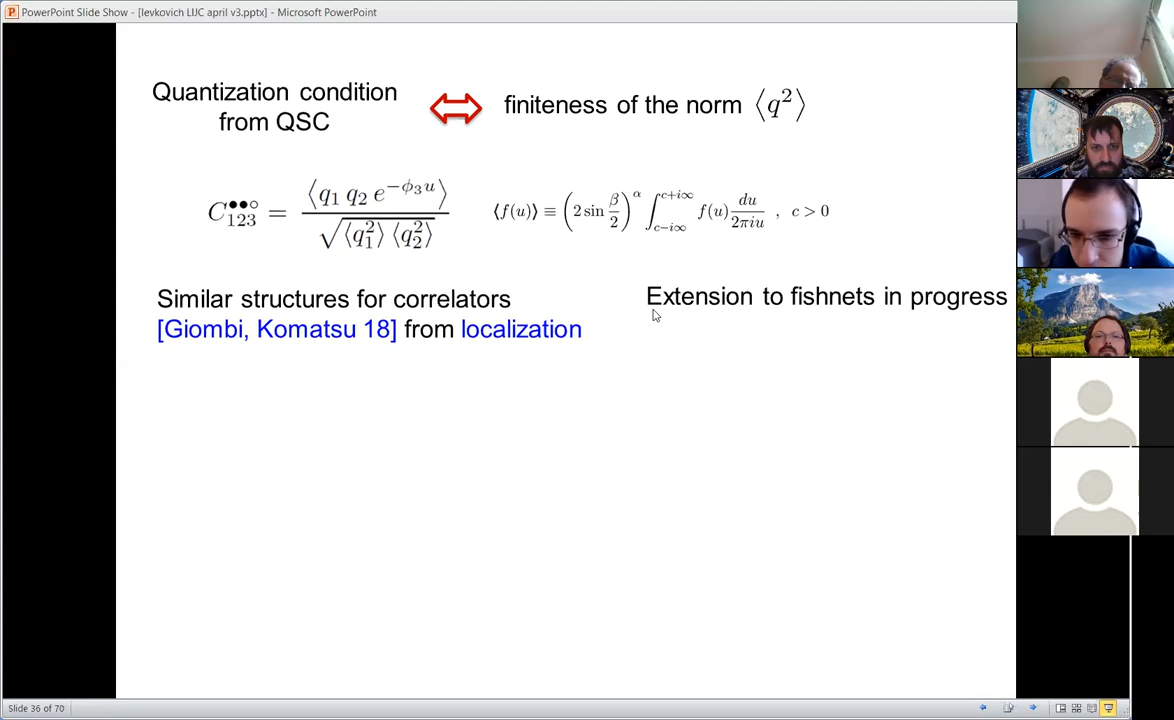 PowerPoint Slide Show - [levkovich LIJC april v3.pptx] - Microsoft PowerPoint
Quantization condition
from QSC
finiteness of the norm ⟨q²⟩
C₁₂₃^{●●○} = ⟨q₁ q₂ e^{−ϕ₃u}⟩ / √(⟨q₁²⟩ ⟨q₂²⟩)
⟨f(u)⟩ ≡ (2 sin β/2)^α ∫_{c−i∞}^{c+i∞} f(u) du/2πiu , c > 0
Similar structures for correlators
[Giombi, Komatsu 18] from localization
Extension to fishnets in progress
Slide 36 of 70